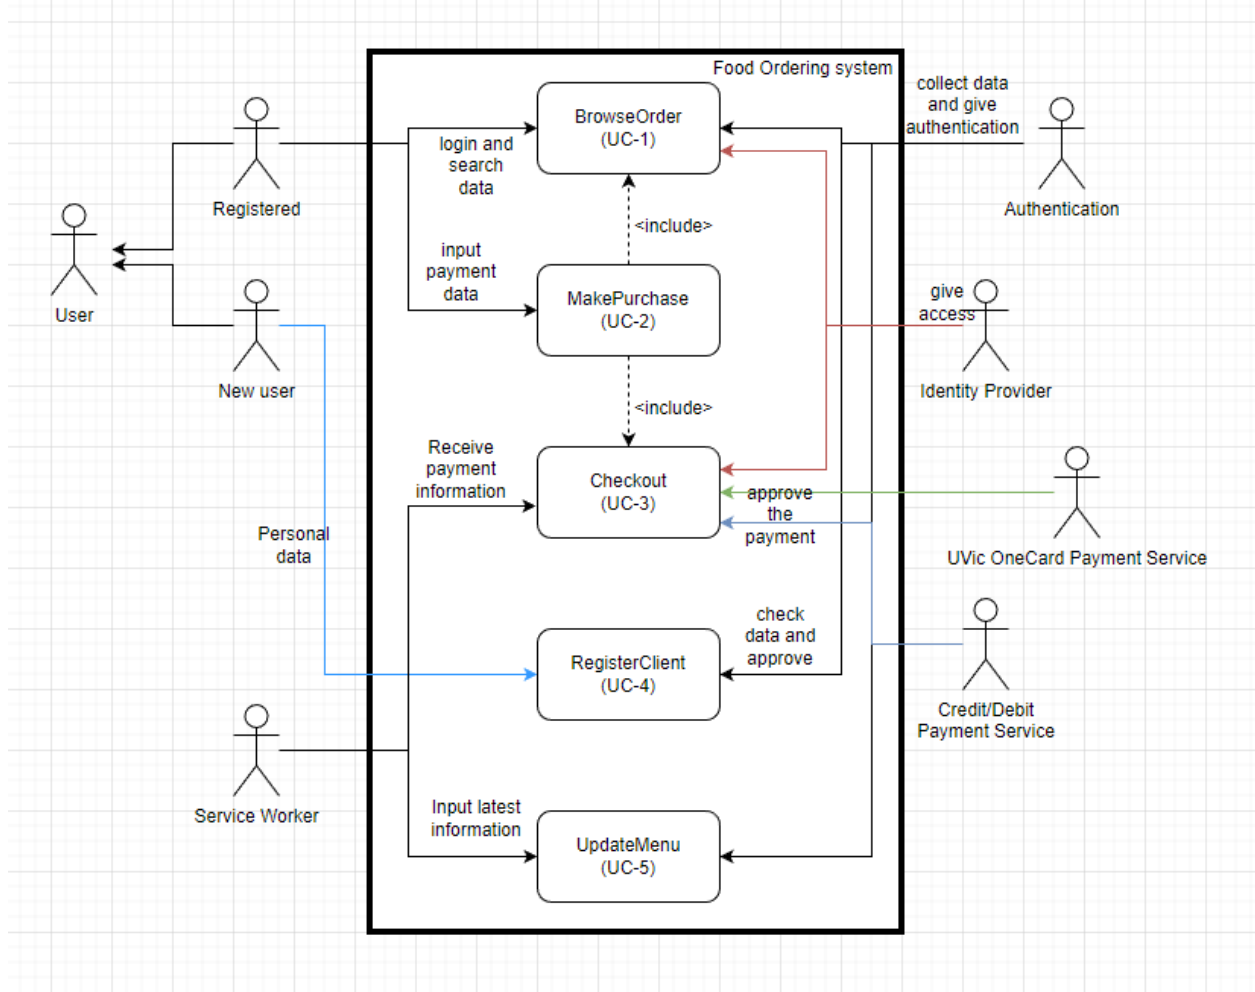 Food Ordering system
collect data
and give
authentication
BrowseOrder
(UC-1)
login and
search
data
Registered
Authentication
<include>
input
payment
data
User
MakePurchase
(UC-2)
give
access
New user
Identity Provider
<include>
Receive
payment
information
Checkout
(UC-3)
approve
the
payment
Personal
data
UVic OneCard Payment Service
check
data and
approve
RegisterClient
(UC-4)
Credit/Debit
Payment Service
Service Worker
Input latest
information
UpdateMenu
(UC-5)